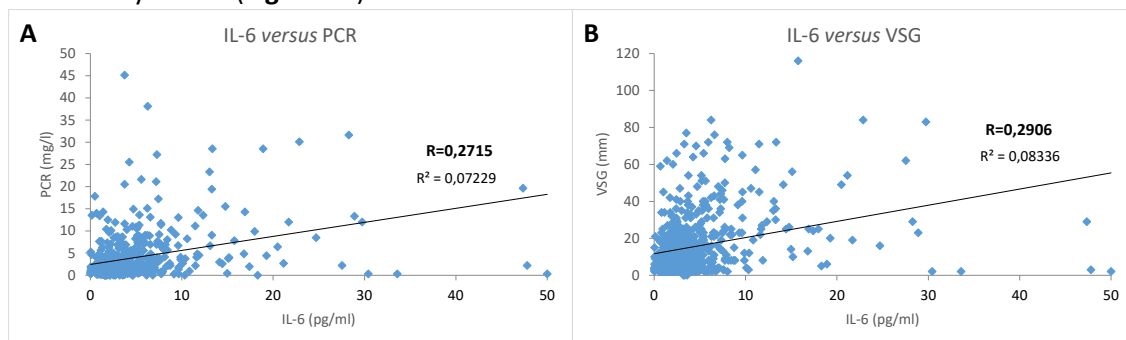 A
IL-6 versus PCR
50
45
40
35
30
25
20
15
10
5
0
PCR (mg/l)
R=0,2715
R² = 0,07229
0 10 20 30 40 50
IL-6 (pg/ml)
B
IL-6 versus VSG
120
100
80
60
40
20
0
VSG (mm)
R=0,2906
R² = 0,08336
0 10 20 30 40 50
IL-6 (pg/ml)